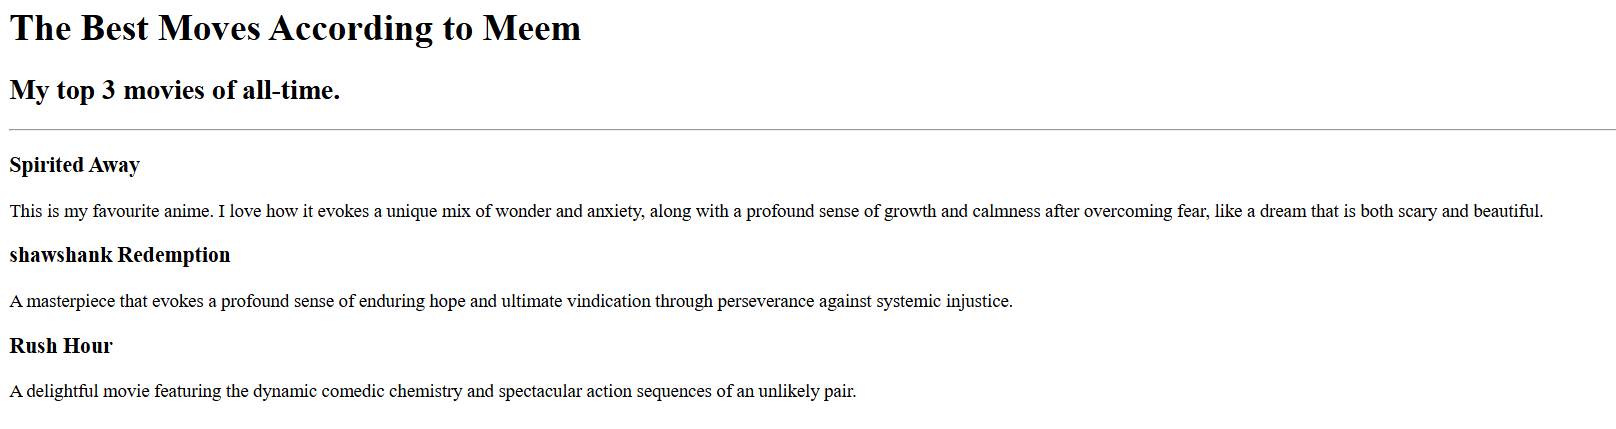 The Best Moves According to Meem
My top 3 movies of all-time.
Spirited Away
This is my favourite anime. I love how it evokes a unique mix of wonder and anxiety, along with a profound sense of growth and calmness after overcoming fear, like a dream that is both scary and beautiful.
shawshank Redemption
A masterpiece that evokes a profound sense of enduring hope and ultimate vindication through perseverance against systemic injustice.
Rush Hour
A delightful movie featuring the dynamic comedic chemistry and spectacular action sequences of an unlikely pair.